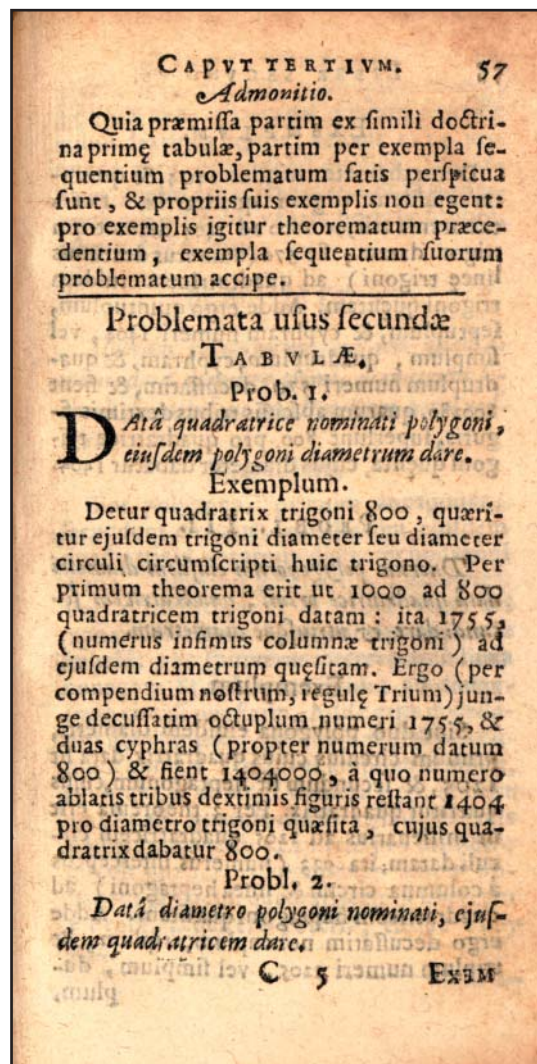 CAPVT TERTIVM. 57
Admonitio.
Quia præmiſſa partim ex ſimili doctri-
na primę tabulæ, partim per exempla ſe-
quentium problematum ſatis perſpicua
ſunt, & propriis ſuis exemplis non egent:
pro exemplis igitur theorematum præce-
dentium, exempla ſequentium ſuorum
problematum accipe.
Problemata uſus ſecundæ
TABVLÆ.
Prob. 1.
Datâ quadratrice nominati polygoni,
eiuſdem polygoni diametrum dare.
Exemplum.
Detur quadratrix trigoni 800, quæri-
tur ejuſdem trigoni diameter ſeu diameter
circuli circumſcripti huic trigono. Per
primum theorema erit ut 1000 ad 800
quadratricem trigoni datam: ita 1755,
(numerus infimus columnæ trigoni) ad
ejuſdem diametrum quęſitam. Ergo (per
compendium noſtrum, regulę Trium) jun-
ge decuſſatim octuplum numeri 1755, &
duas cyphras (propter numerum datum
800) & fient 1404000, à quo numero
ablatis tribus dextimis figuris reſtant 1404
pro diametro trigoni quæſita, cujus qua-
dratrix dabatur 800.
Probl. 2.
Datâ diametro polygoni nominati, ejuſ-
dem quadratricem dare.
C 5 EXEM